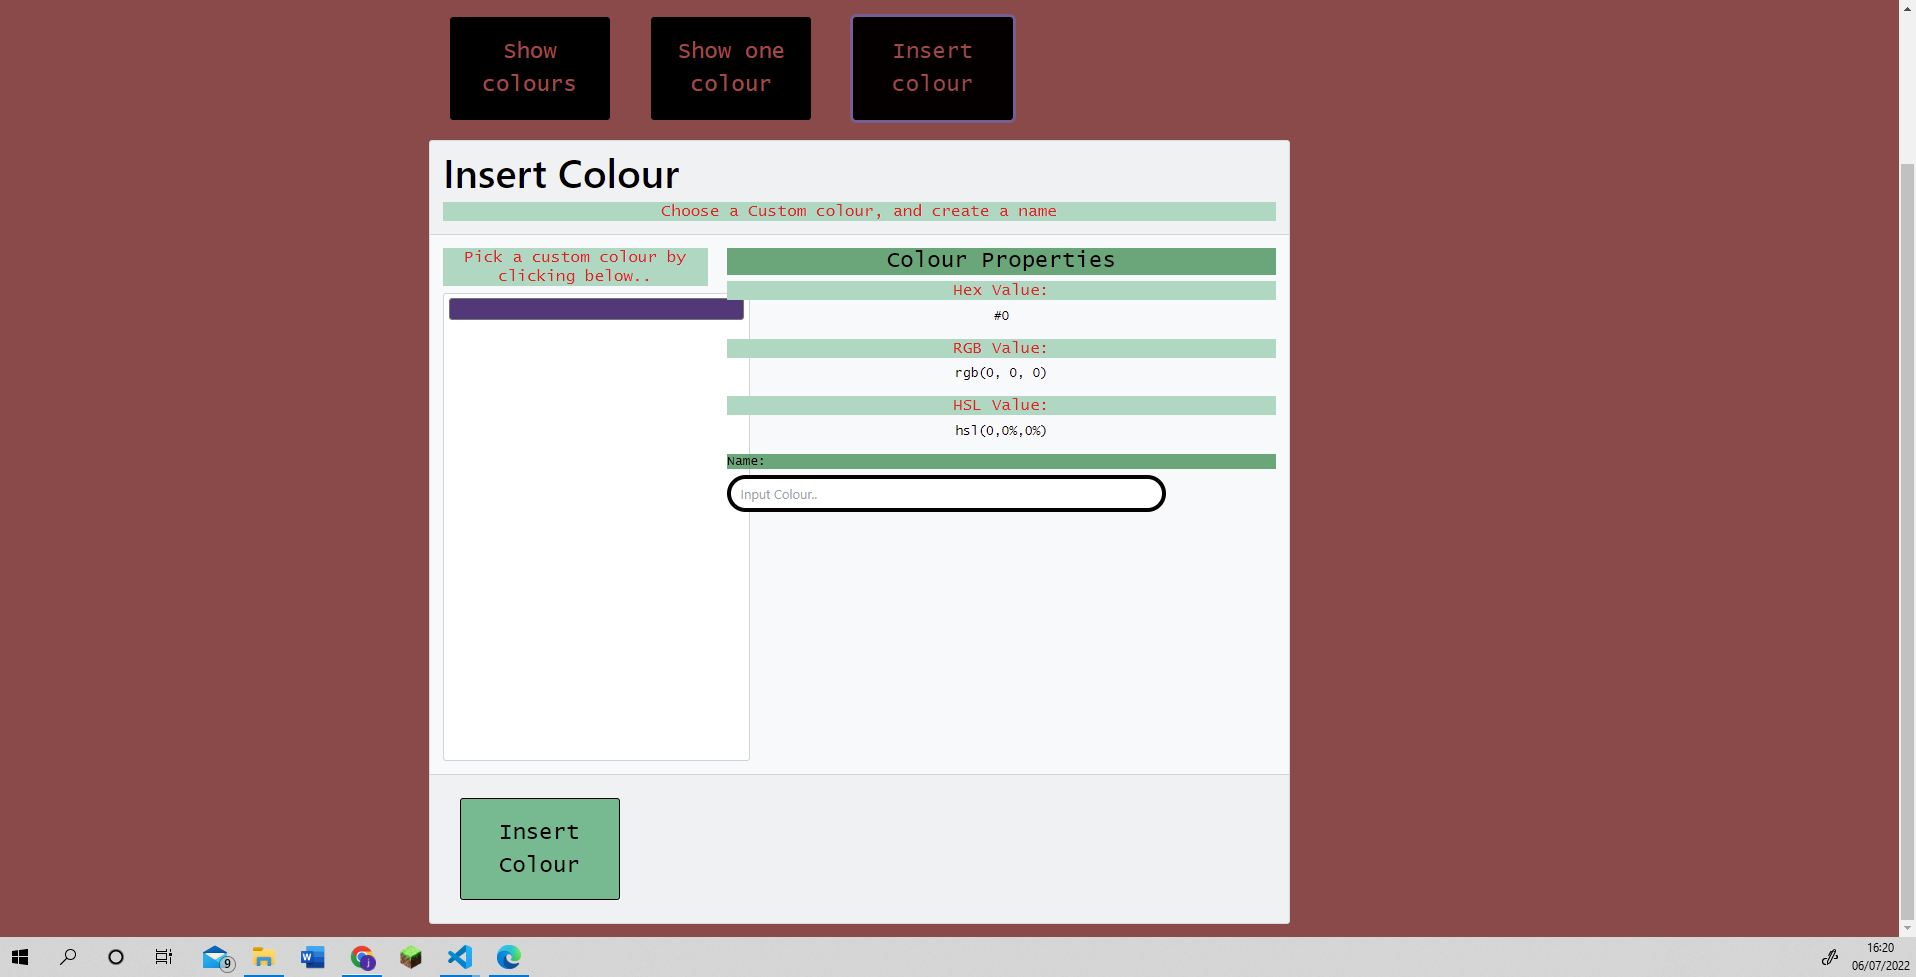 Show
colours
Show one
colour
Insert
colour
Insert Colour
Choose a Custom colour, and create a name
Pick a custom colour by
clicking below..
Colour Properties
Hex Value:
#0
RGB Value:
rgb(0, 0, 0)
HSL Value:
hsl(0,0%,0%)
Name:
Input Colour..
Insert
Colour
9
W
j
16:20
06/07/2022